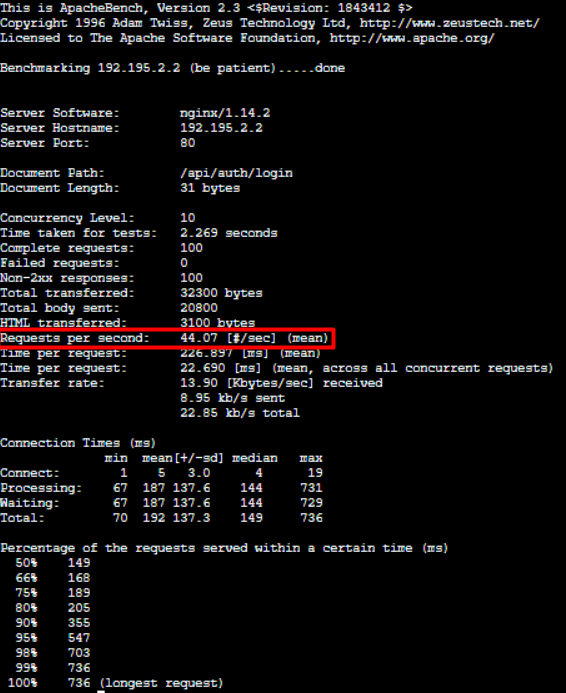 This is ApacheBench, Version 2.3 <$Revision: 1843412 $>
Copyright 1996 Adam Twiss, Zeus Technology Ltd, http://www.zeustech.net/
Licensed to The Apache Software Foundation, http://www.apache.org/

Benchmarking 192.195.2.2 (be patient).....done

Server Software:        nginx/1.14.2
Server Hostname:        192.195.2.2
Server Port:            80

Document Path:          /api/auth/login
Document Length:        31 bytes

Concurrency Level:      10
Time taken for tests:   2.269 seconds
Complete requests:      100
Failed requests:        0
Non-2xx responses:      100
Total transferred:      32300 bytes
Total body sent:        20800
HTML transferred:       3100 bytes
Requests per second:    44.07 [#/sec] (mean)
Time per request:       226.897 [ms] (mean)
Time per request:       22.690 [ms] (mean, across all concurrent requests)
Transfer rate:          13.90 [Kbytes/sec] received
                        8.95 kb/s sent
                        22.85 kb/s total

Connection Times (ms)
              min  mean[+/-sd] median   max
Connect:        1    5   3.0      4      19
Processing:    67  187 137.6    144     731
Waiting:       67  187 137.6    144     729
Total:         70  192 137.3    149     736

Percentage of the requests served within a certain time (ms)
  50%    149
  66%    168
  75%    189
  80%    205
  90%    355
  95%    547
  98%    703
  99%    736
 100%    736 (longest request)